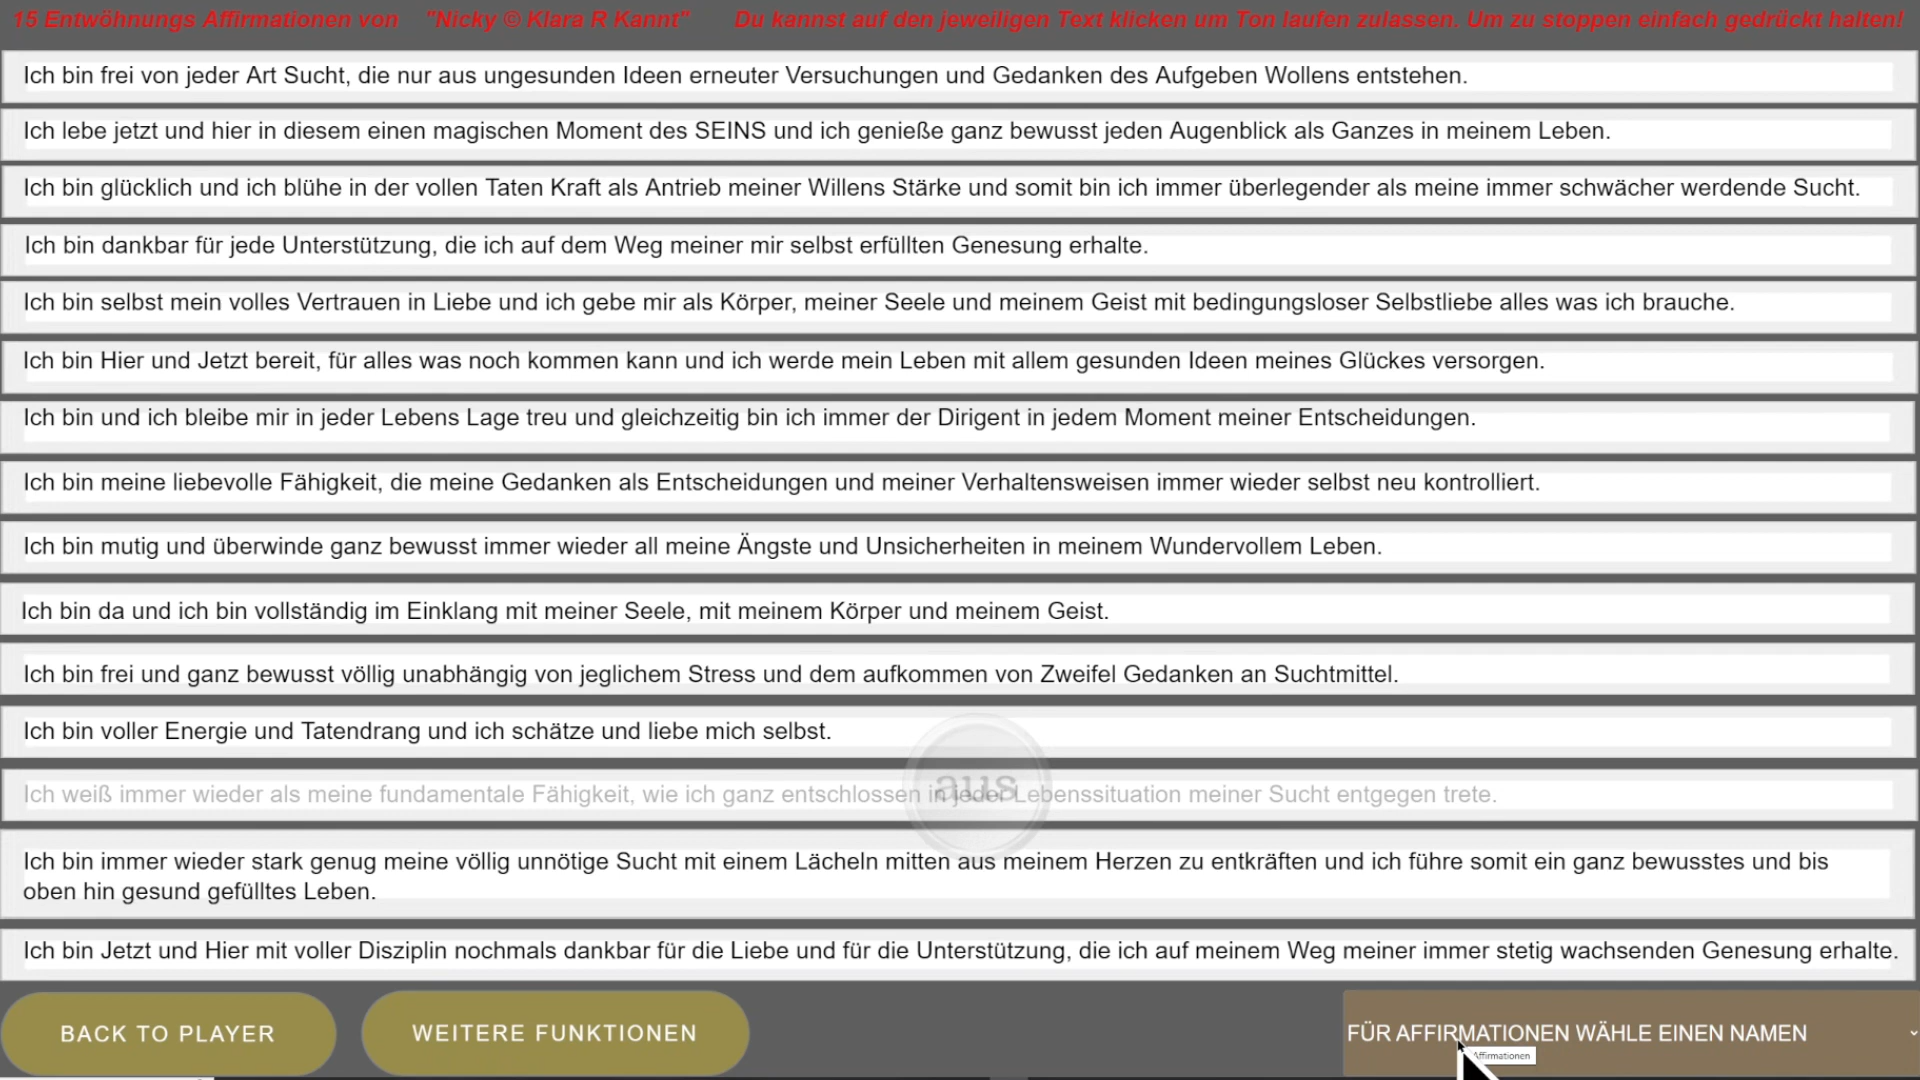 15 Entwöhnungs Affirmationen von "Nicky © Klara R Kannt" Du kannst auf den jeweiligen Text klicken um Ton laufen zulassen. Um zu stoppen einfach gedrückt halten!
Ich bin frei von jeder Art Sucht, die nur aus ungesunden Ideen erneuter Versuchungen und Gedanken des Aufgeben Wollens entstehen.
Ich lebe jetzt und hier in diesem einen magischen Moment des SEINS und ich genieße ganz bewusst jeden Augenblick als Ganzes in meinem Leben.
Ich bin glücklich und ich blühe in der vollen Taten Kraft als Antrieb meiner Willens Stärke und somit bin ich immer überlegender als meine immer schwächer werdende Sucht.
Ich bin dankbar für jede Unterstützung, die ich auf dem Weg meiner mir selbst erfüllten Genesung erhalte.
Ich bin selbst mein volles Vertrauen in Liebe und ich gebe mir als Körper, meiner Seele und meinem Geist mit bedingungsloser Selbstliebe alles was ich brauche.
Ich bin Hier und Jetzt bereit, für alles was noch kommen kann und ich werde mein Leben mit allem gesunden Ideen meines Glückes versorgen.
Ich bin und ich bleibe mir in jeder Lebens Lage treu und gleichzeitig bin ich immer der Dirigent in jedem Moment meiner Entscheidungen.
Ich bin meine liebevolle Fähigkeit, die meine Gedanken als Entscheidungen und meiner Verhaltensweisen immer wieder selbst neu kontrolliert.
Ich bin mutig und überwinde ganz bewusst immer wieder all meine Ängste und Unsicherheiten in meinem Wundervollem Leben.
Ich bin da und ich bin vollständig im Einklang mit meiner Seele, mit meinem Körper und meinem Geist.
Ich bin frei und ganz bewusst völlig unabhängig von jeglichem Stress und dem aufkommen von Zweifel Gedanken an Suchtmittel.
Ich bin voller Energie und Tatendrang und ich schätze und liebe mich selbst.
Ich weiß immer wieder als meine fundamentale Fähigkeit, wie ich ganz entschlossen in jeder Lebenssituation meiner Sucht entgegen trete.
aus
Ich bin immer wieder stark genug meine völlig unnötige Sucht mit einem Lächeln mitten aus meinem Herzen zu entkräften und ich führe somit ein ganz bewusstes und bis
oben hin gesund gefülltes Leben.
Ich bin Jetzt und Hier mit voller Disziplin nochmals dankbar für die Liebe und für die Unterstützung, die ich auf meinem Weg meiner immer stetig wachsenden Genesung erhalte.
BACK TO PLAYER WEITERE FUNKTIONEN FÜR AFFIRMATIONEN WÄHLE EINEN NAMEN
Affirmationen